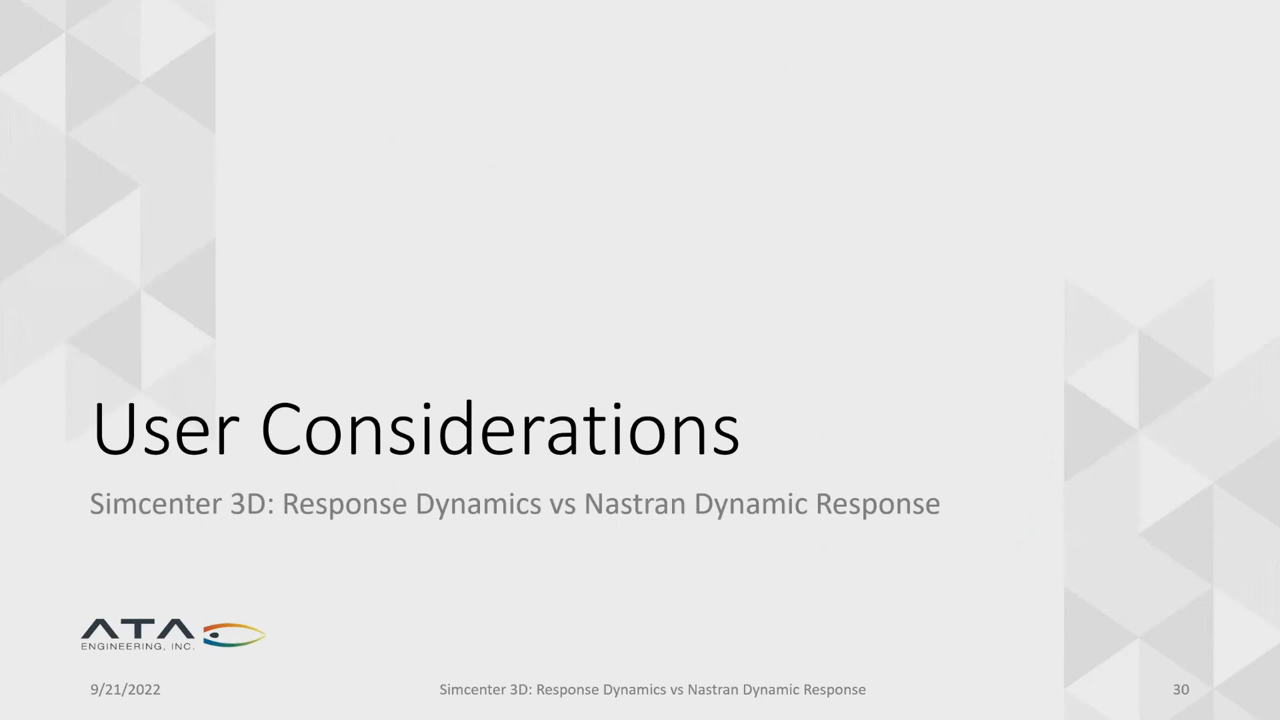 User Considerations
Simcenter 3D: Response Dynamics vs Nastran Dynamic Response
ATA
ENGINEERING, INC.
9/21/2022
Simcenter 3D: Response Dynamics vs Nastran Dynamic Response
30